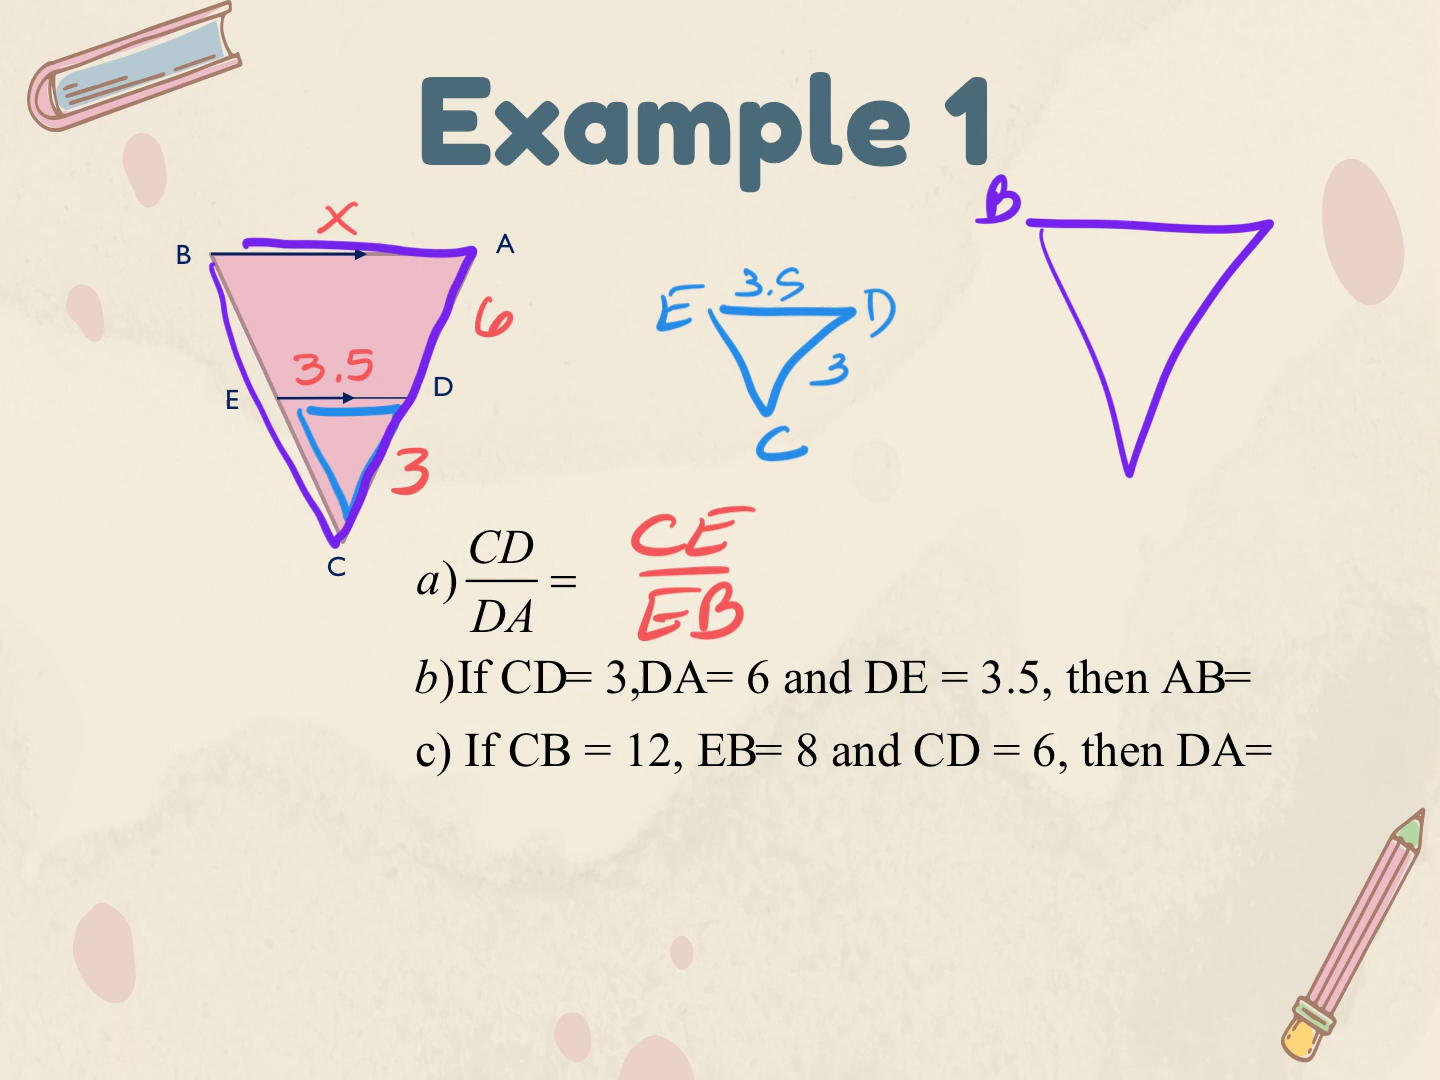 Example 1
B
x
A
B
6
3.5
E
D
3
C
E
3.5
D
3
C
a) CD/DA = CE/EB
b)If CD= 3,DA= 6 and DE = 3.5, then AB=
c) If CB = 12, EB= 8 and CD = 6, then DA=